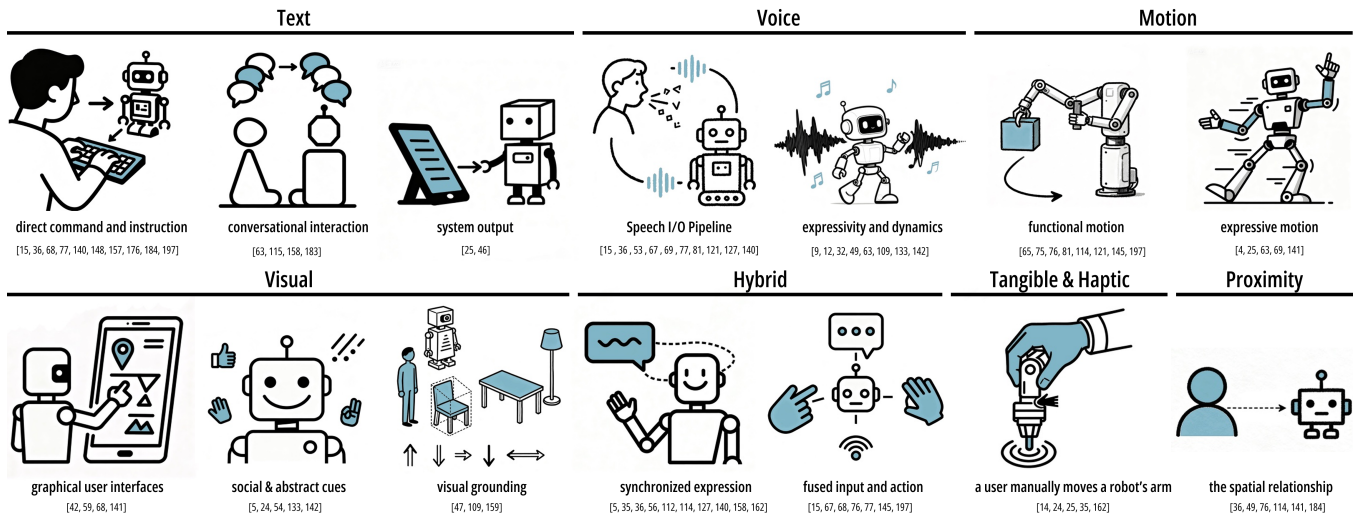 Text
Voice
Motion
direct command and instruction
conversational interaction
system output
Speech I/O Pipeline
expressivity and dynamics
functional motion
expressive motion
[15, 36, 68, 77, 140, 148, 157, 176, 184, 197]
[63, 115, 158, 183]
[25, 46]
[15 , 36 , 53 , 67 , 69 , 77, 81, 121, 127, 140]
[9, 12, 32, 49, 63, 109, 133, 142]
[65, 75, 76, 81, 114, 121, 145, 197]
[4, 25, 63, 69, 141]
Visual
Hybrid
Tangible & Haptic
Proximity
graphical user interfaces
social & abstract cues
visual grounding
synchronized expression
fused input and action
a user manually moves a robot's arm
the spatial relationship
[42, 59, 68, 141]
[5, 24, 54, 133, 142]
[47, 109, 159]
[5, 35, 36, 56, 112, 114, 127, 140, 158, 162]
[15, 67, 68, 76, 77, 145, 197]
[14, 24, 25, 35, 162]
[36, 49, 76, 114, 141, 184]